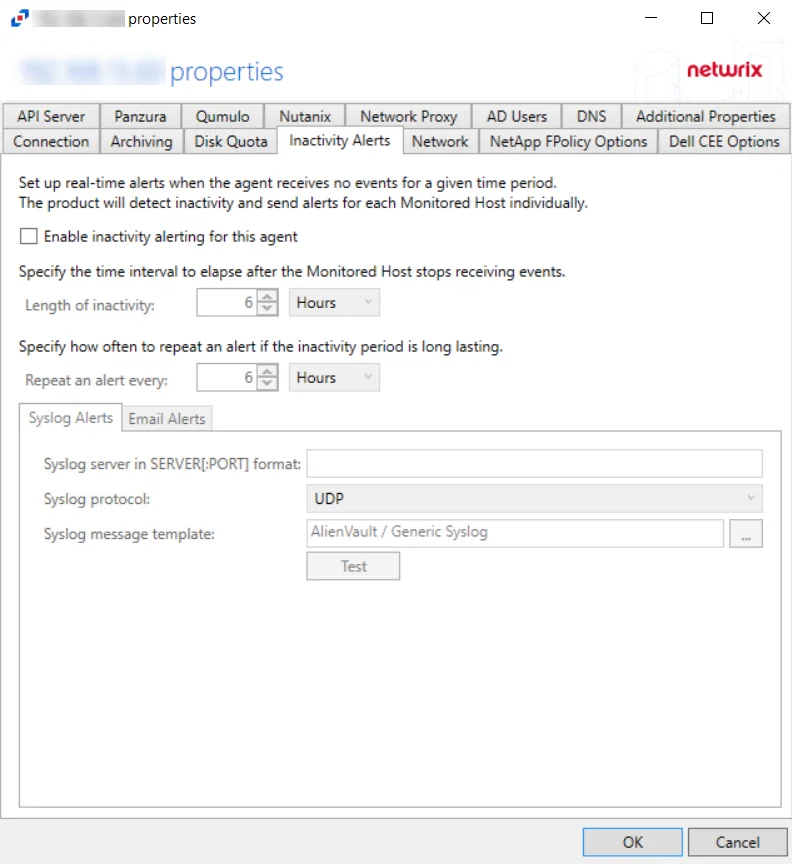 properties
properties
netwrix
API Server Panzura Qumulo Nutanix Network Proxy AD Users DNS Additional Properties
Connection Archiving Disk Quota Inactivity Alerts Network NetApp FPolicy Options Dell CEE Options
Set up real-time alerts when the agent receives no events for a given time period.
The product will detect inactivity and send alerts for each Monitored Host individually.
Enable inactivity alerting for this agent
Specify the time interval to elapse after the Monitored Host stops receiving events.
Length of inactivity: 6 Hours
Specify how often to repeat an alert if the inactivity period is long lasting.
Repeat an alert every: 6 Hours
Syslog Alerts Email Alerts
Syslog server in SERVER[:PORT] format:
Syslog protocol: UDP
Syslog message template: AlienVault / Generic Syslog ...
Test
OK Cancel